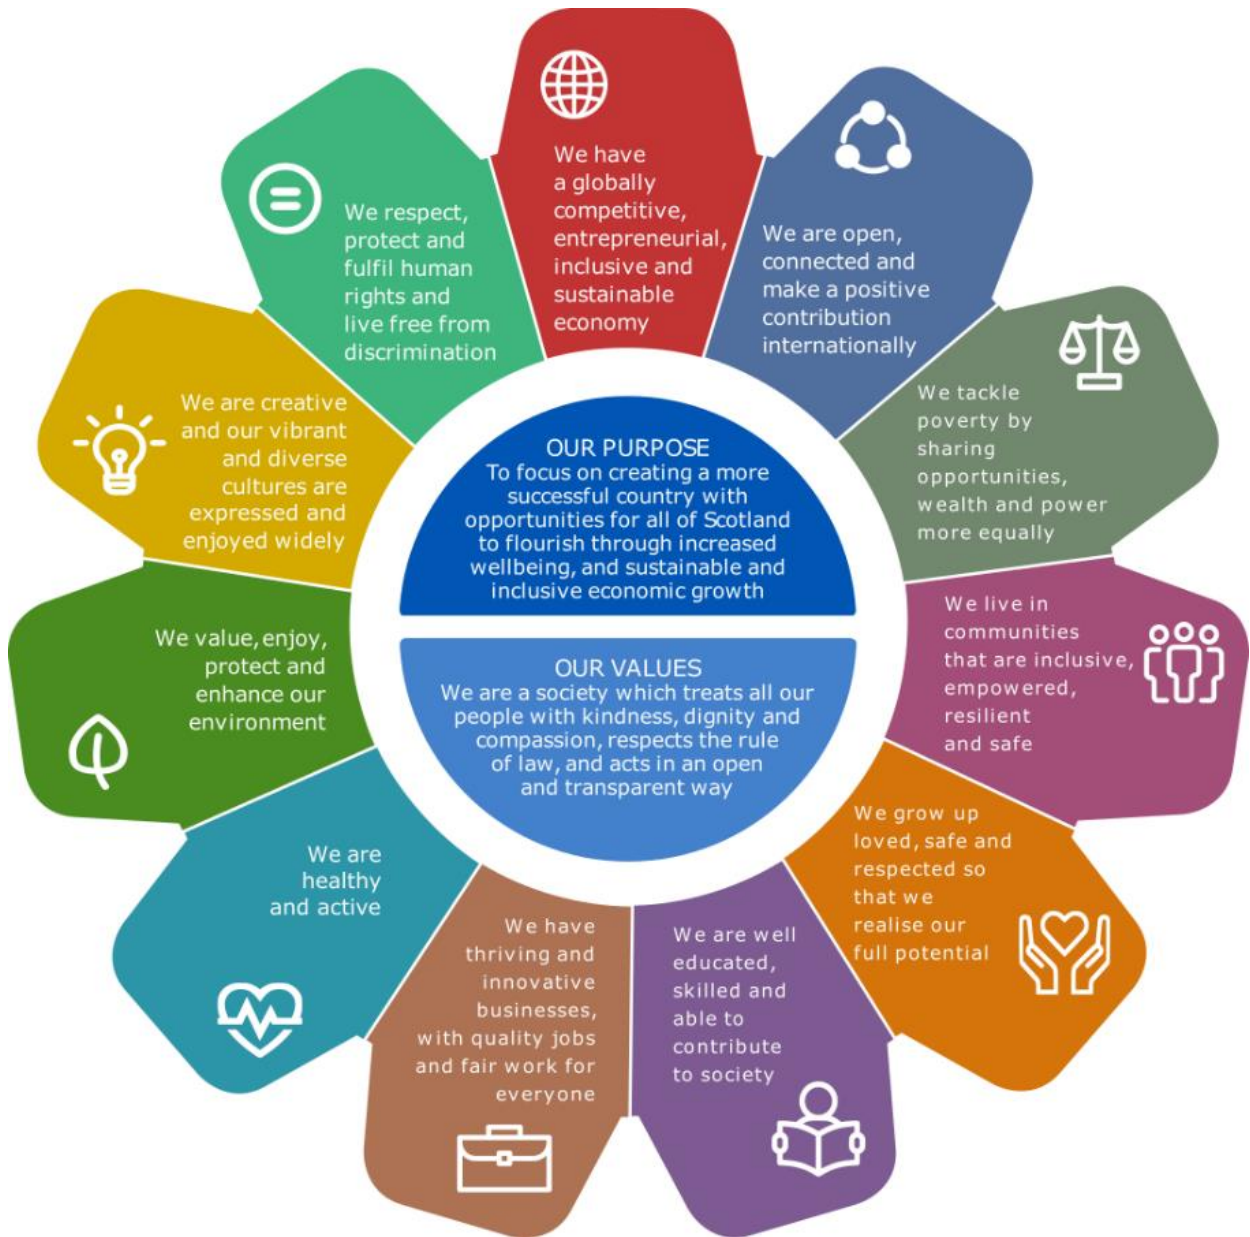 We have
a globally
competitive,
entrepreneurial,
inclusive and
sustainable
economy
We are open,
connected and
make a positive
contribution
internationally
We tackle
poverty by
sharing
opportunities,
wealth and power
more equally
We live in
communities
that are inclusive,
empowered,
resilient
and safe
We grow up
loved, safe and
respected so
that we
realise our
full potential
We are well
educated,
skilled and
able to
contribute
to society
We have
thriving and
innovative
businesses,
with quality jobs
and fair work for
everyone
We are
healthy
and active
We value, enjoy,
protect and
enhance our
environment
We are creative
and our vibrant
and diverse
cultures are
expressed and
enjoyed widely
We respect,
protect and
fulfil human
rights and
live free from
discrimination
OUR PURPOSE
To focus on creating a more
successful country with
opportunities for all of Scotland
to flourish through increased
wellbeing, and sustainable and
inclusive economic growth
OUR VALUES
We are a society which treats all our
people with kindness, dignity and
compassion, respects the rule
of law, and acts in an open
and transparent way